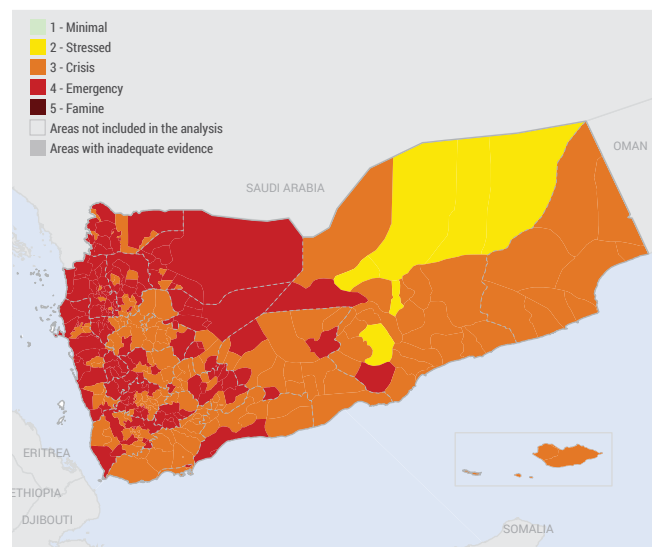 1 - Minimal
2 - Stressed
3 - Crisis
4 - Emergency
5 - Famine
Areas not included in the analysis
Areas with inadequate evidence
OMAN
SAUDI ARABIA
ERITREA
ETHIOPIA
DJIBOUTI
SOMALIA